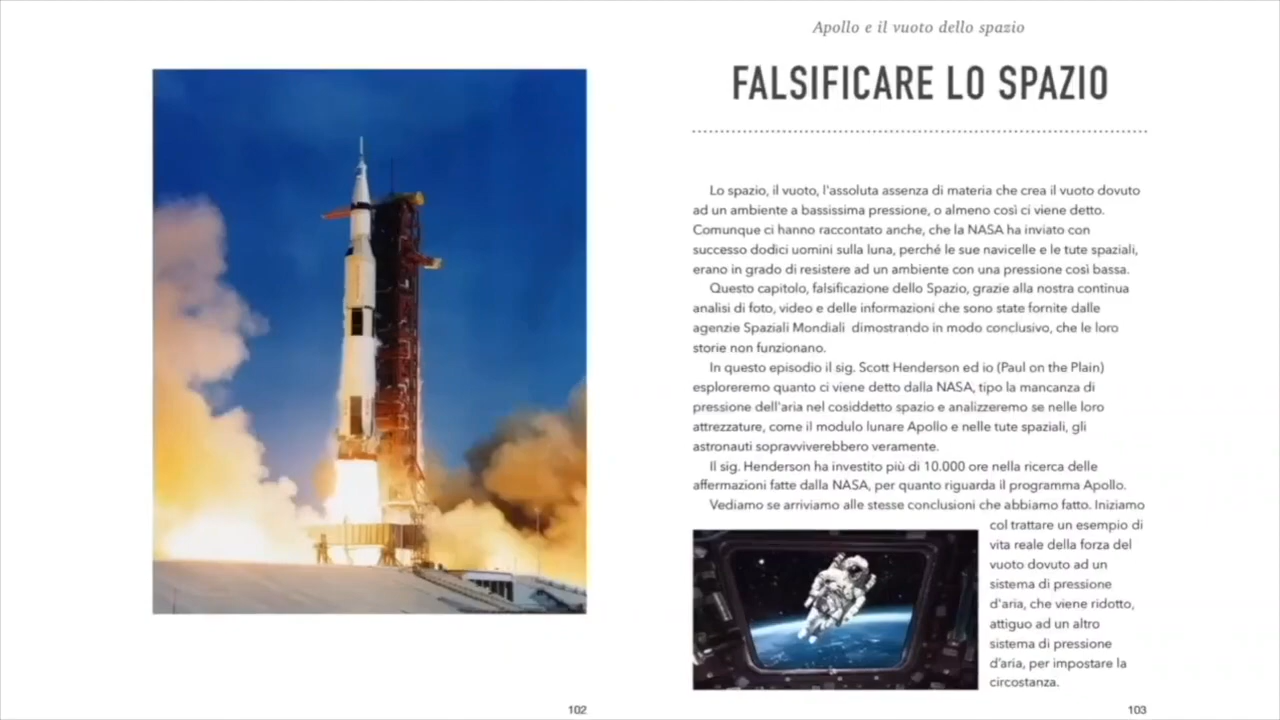 Apollo e il vuoto dello spazio
FALSIFICARE LO SPAZIO
Lo spazio, il vuoto, l'assoluta assenza di materia che crea il vuoto dovuto
ad un ambiente a bassissima pressione, o almeno così ci viene detto.
Comunque ci hanno raccontato anche, che la NASA ha inviato con
successo dodici uomini sulla luna, perché le sue navicelle e le tute spaziali,
erano in grado di resistere ad un ambiente con una pressione così bassa.
Questo capitolo, falsificazione dello Spazio, grazie alla nostra continua
analisi di foto, video e delle informazioni che sono state fornite dalle
agenzie Spaziali Mondiali dimostrando in modo conclusivo, che le loro
storie non funzionano.
In questo episodio il sig. Scott Henderson ed io (Paul on the Plain)
esploreremo quanto ci viene detto dalla NASA, tipo la mancanza di
pressione dell'aria nel cosiddetto spazio e analizzeremo se nelle loro
attrezzature, come il modulo lunare Apollo e nelle tute spaziali, gli
astronauti sopravviverebbero veramente.
Il sig. Henderson ha investito più di 10.000 ore nella ricerca delle
affermazioni fatte dalla NASA, per quanto riguarda il programma Apollo.
Vediamo se arriviamo alle stesse conclusioni che abbiamo fatto. Iniziamo
col trattare un esempio di
vita reale della forza del
vuoto dovuto ad un
sistema di pressione
d'aria, che viene ridotto,
attiguo ad un altro
sistema di pressione
d'aria, per impostare la
circostanza.
102
103